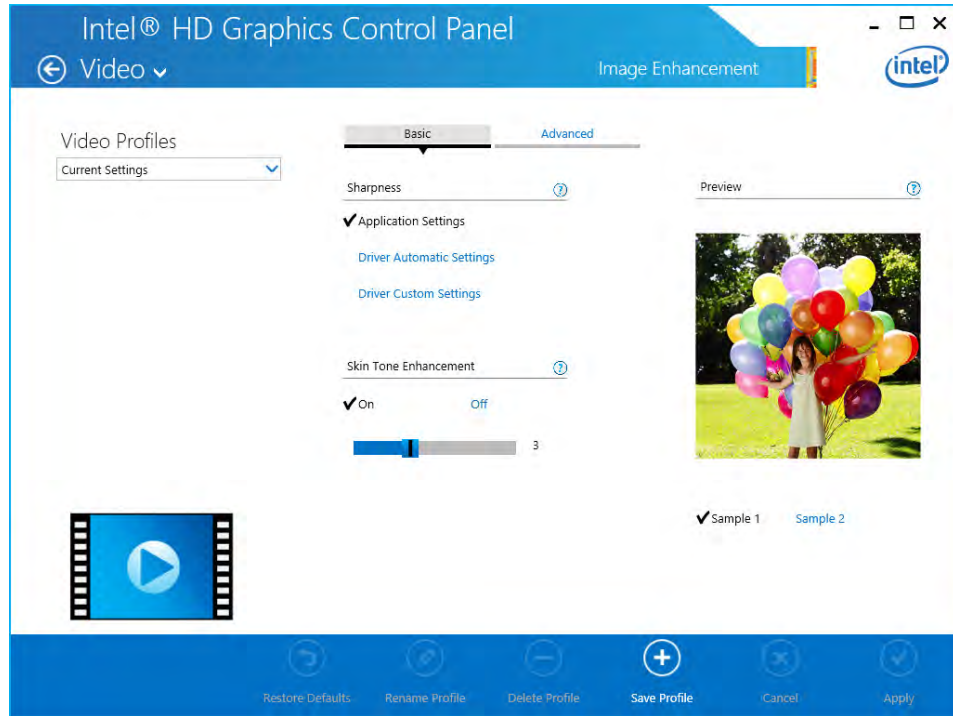 Intel® HD Graphics Control Panel
Video
Image Enhancement
intel
Video Profiles
Current Settings
Basic
Advanced
Sharpness
?
Application Settings
Driver Automatic Settings
Driver Custom Settings
Skin Tone Enhancement
?
On
Off
3
Preview
?
Sample 1
Sample 2
Restore Defaults
Rename Profile
Delete Profile
Save Profile
Cancel
Apply